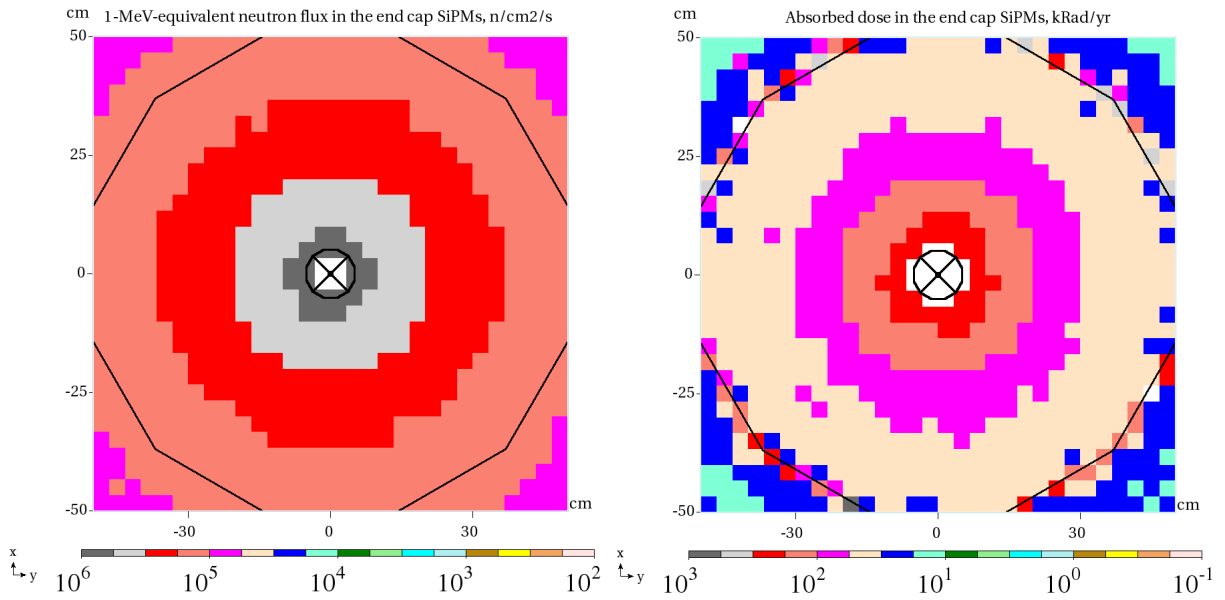 cm 1-MeV-equivalent neutron flux in the end cap SiPMs, n/cm2/s
50
25
0
-25
-50
-30 0 30
cm
x
y
10^6 10^5 10^4 10^3 10^2
cm Absorbed dose in the end cap SiPMs, kRad/yr
50
25
0
-25
-50
-30 0 30
cm
x
y
10^3 10^2 10^1 10^0 10^-1